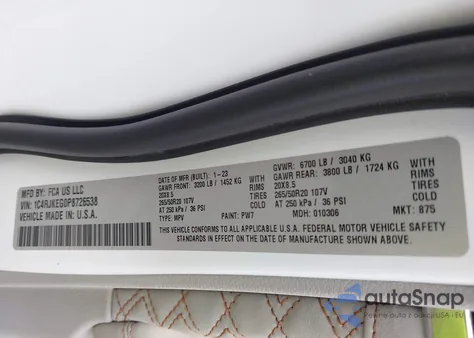 MFD BY: FCA US LLC
VIN: 1C4RJKEG0P8726538
VEHICLE MADE IN U.S.A.
DATE OF MFR (BUILT): 1-23
GAWR FRONT: 3200 LB / 1452 KG
20X8.5 RIMS
265/50R20 107V TIRES
AT 250 kPa / 36 PSI COLD
TYPE: MPV
PAINT: PW7
GVWR: 6700 LB / 3040 KG
GAWR REAR: 3800 LB / 1724 KG
20X8.5 RIMS
265/50R20 107V TIRES
AT 250 kPa / 36 PSI COLD
MDH: 010306
MKT: 875
THIS VEHICLE CONFORMS TO ALL APPLICABLE U.S.A. FEDERAL MOTOR VEHICLE SAFETY
STANDARDS IN EFFECT ON THE DATE OF MANUFACTURE SHOWN ABOVE.
autaSnap